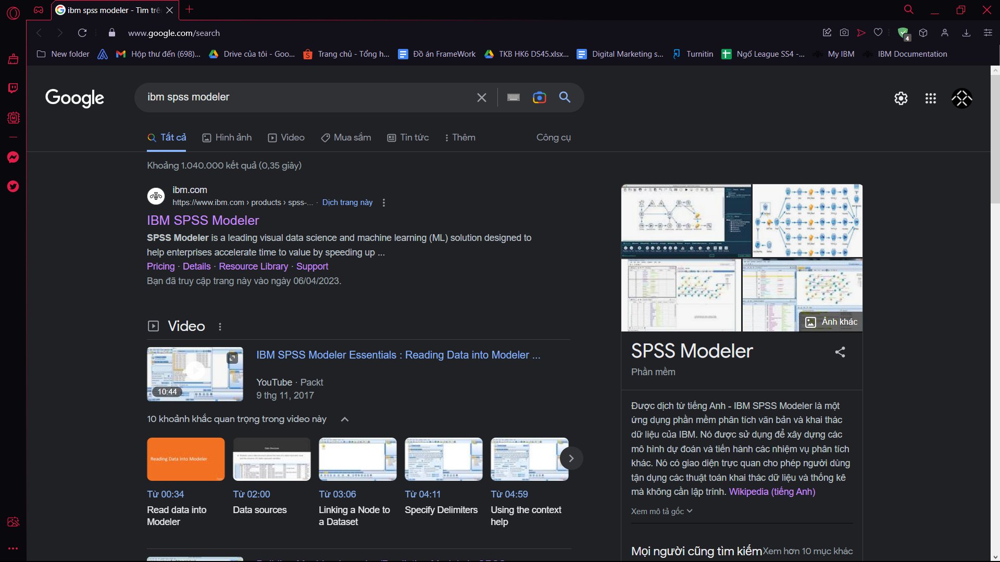 ibm spss modeler - Tìm trê
www.google.com/search
4
New folder
Hộp thư đến (698)...
Drive của tôi - Goo...
Trang chủ - Tổng h...
Đồ án FrameWork
TKB HK6 DS45.xlsx...
Digital Marketing s...
Turnitin
Ngố League SS4 -...
My IBM
IBM Documentation
Google
ibm spss modeler
Tất cả
Hình ảnh
Video
Mua sắm
Tin tức
Thêm
Công cụ
Khoảng 1.040.000 kết quả (0,35 giây)
ibm.com
https://www.ibm.com › products › spss-... · Dịch trang này
IBM SPSS Modeler
SPSS Modeler is a leading visual data science and machine learning (ML) solution designed to
help enterprises accelerate time to value by speeding up ...
Pricing · Details · Resource Library · Support
Bạn đã truy cập trang này vào ngày 06/04/2023.
Video
IBM SPSS Modeler Essentials : Reading Data into Modeler ...
YouTube · Packt
9 thg 11, 2017
10:44
10 khoảnh khắc quan trọng trong video này
Reading Data into Modeler
Data Structure
Từ 00:34
Read data into
Modeler
Từ 02:00
Data sources
Từ 03:06
Linking a Node to
a Dataset
Từ 04:11
Specify Delimiters
Từ 04:59
Using the context
help
Ảnh khác
SPSS Modeler
Phần mềm
Được dịch từ tiếng Anh - IBM SPSS Modeler là một
ứng dụng phần mềm phân tích văn bản và khai thác
dữ liệu của IBM. Nó được sử dụng để xây dựng các
mô hình dự đoán và tiến hành các nhiệm vụ phân tích
khác. Nó có giao diện trực quan cho phép người dùng
tận dụng các thuật toán khai thác dữ liệu và thống kê
mà không cần lập trình. Wikipedia (tiếng Anh)
Xem mô tả gốc
Mọi người cũng tìm kiếm
Xem hơn 10 mục khác